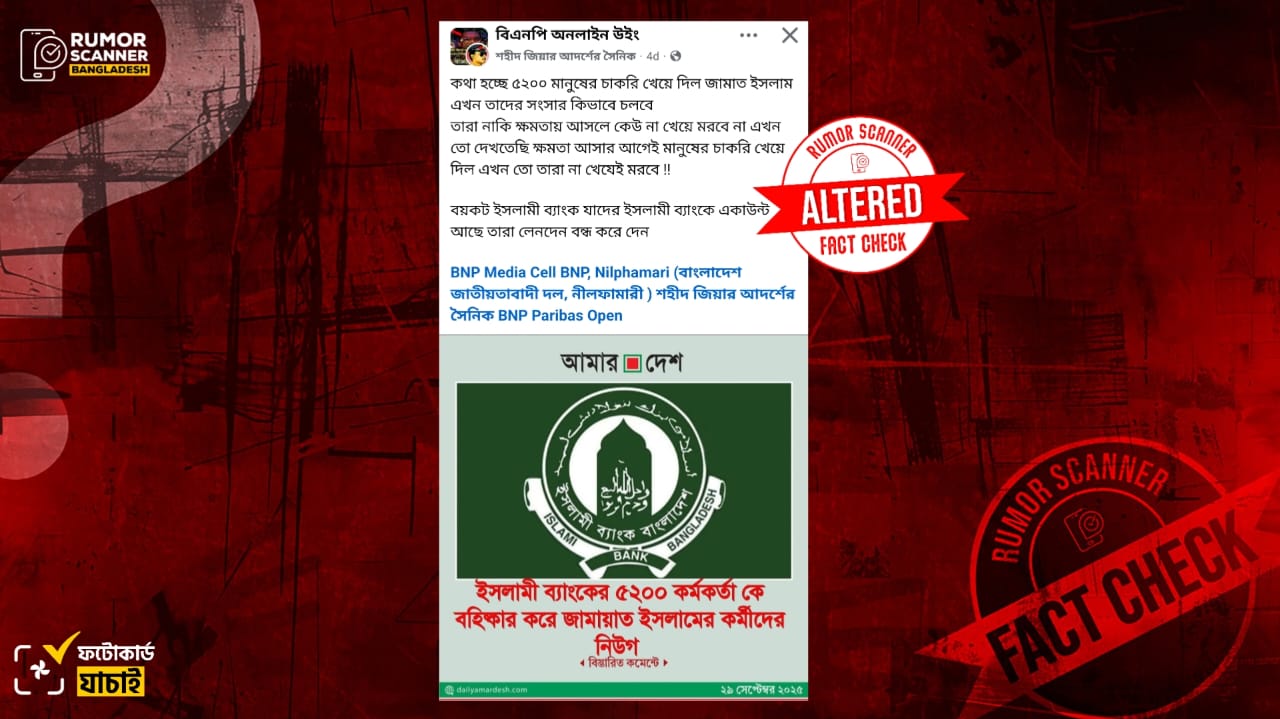 RUMOR
SCANNER
BANGLADESH
বিএনপি অনলাইন উইং
শহীদ জিয়ার আদর্শের সৈনিক · 4d ·
কথা হচ্ছে ৫২০০ মানুষের চাকরি খেয়ে দিল জামাত ইসলাম
এখন তাদের সংসার কিভাবে চলবে
তারা নাকি ক্ষমতায় আসলে কেউ না খেয়ে মরবে না এখন
তো দেখতেছি ক্ষমতা আসার আগেই মানুষের চাকরি খেয়ে
দিল এখন তো তারা না খেযেই মরবে !!
বয়কট ইসলামী ব্যাংক যাদের ইসলামী ব্যাংকে একাউন্ট
আছে তারা লেনদেন বন্ধ করে দেন
BNP Media Cell BNP, Nilphamari (বাংলাদেশ
জাতীয়তাবাদী দল, নীলফামারী ) শহীদ জিয়ার আদর্শের
সৈনিক BNP Paribas Open
RUMOR SCANNER
ALTERED
FACT CHECK
আমার দেশ
ইসলামী ব্যাংক বাংলাদেশ
ISLAMI BANK BANGLADESH
ইসলামী ব্যাংকের ৫২০০ কর্মকর্তা কে
বহিষ্কার করে জামায়াত ইসলামের কর্মীদের
নিউগ
বিস্তারিত কমেন্টে
dailyamardesh.com
২৯ সেপ্টেম্বর ২০২৫
ফটোকার্ড
যাচাই
RUMOR SCANNER
FACT CHECK